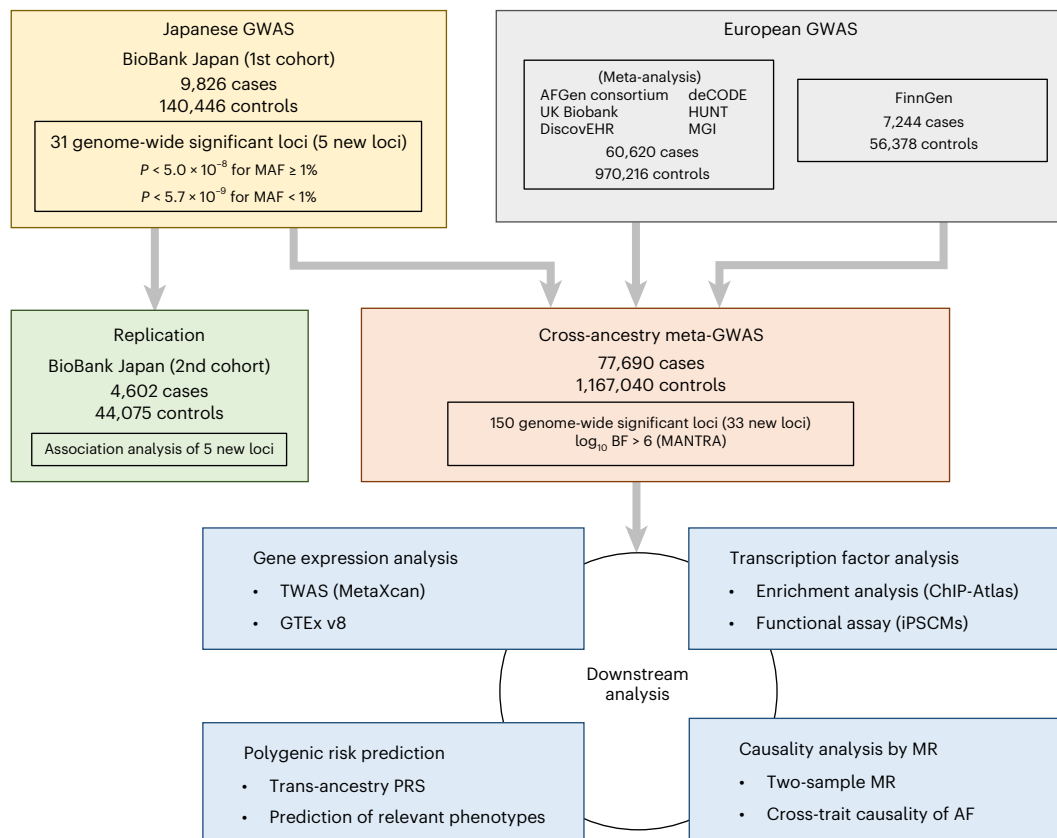 Japanese GWAS
BioBank Japan (1st cohort)
9,826 cases
140,446 controls
31 genome-wide significant loci (5 new loci)
P < 5.0 × 10⁻⁸ for MAF ≥ 1%
P < 5.7 × 10⁻⁹ for MAF < 1%
European GWAS
(Meta-analysis)
AFGen consortium deCODE
UK Biobank HUNT
DiscovEHR MGI
60,620 cases
970,216 controls
FinnGen
7,244 cases
56,378 controls
Replication
BioBank Japan (2nd cohort)
4,602 cases
44,075 controls
Association analysis of 5 new loci
Cross-ancestry meta-GWAS
77,690 cases
1,167,040 controls
150 genome-wide significant loci (33 new loci)
log₁₀ BF > 6 (MANTRA)
Gene expression analysis
• TWAS (MetaXcan)
• GTEx v8
Transcription factor analysis
• Enrichment analysis (ChIP-Atlas)
• Functional assay (iPSCMs)
Downstream
analysis
Polygenic risk prediction
• Trans-ancestry PRS
• Prediction of relevant phenotypes
Causality analysis by MR
• Two-sample MR
• Cross-trait causality of AF